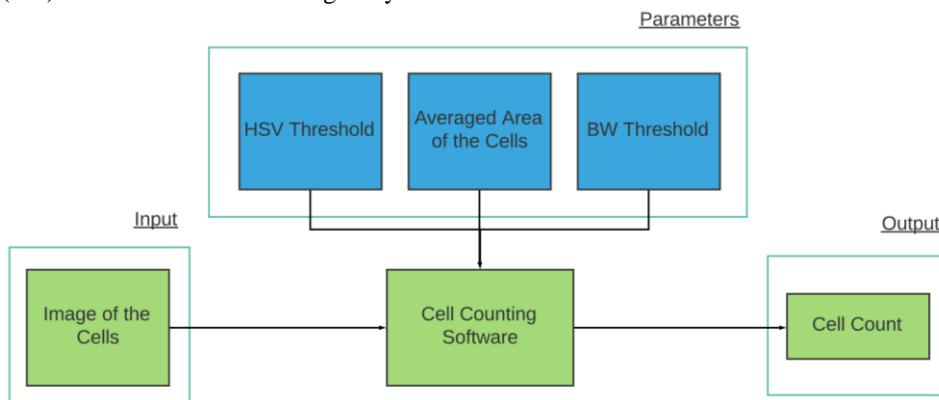 Parameters
HSV Threshold
Averaged Area
of the Cells
BW Threshold
Input
Output
Image of the
Cells
Cell Counting
Software
Cell Count